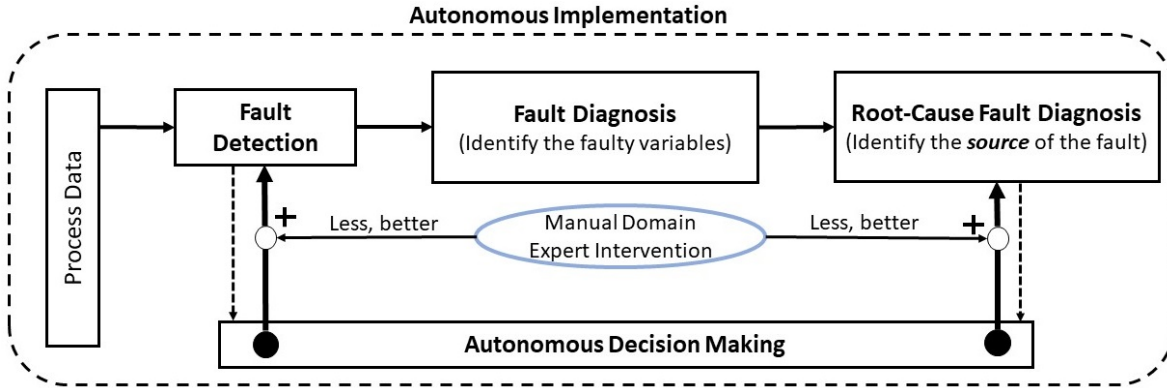 Autonomous Implementation
Process Data
Fault
Detection
Fault Diagnosis
(Identify the faulty variables)
Root-Cause Fault Diagnosis
(Identify the source of the fault)
+
Less, better
Manual Domain
Expert Intervention
Less, better
+
Autonomous Decision Making